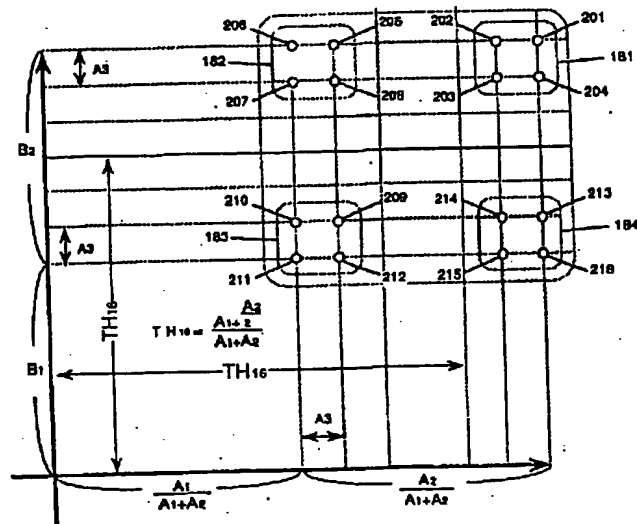 206 205 202 201
A3 182 181
207 208 203 204
B2
210 209 214 213
A3 183 184
211 212 215 216
TH16
TH16= A1+ A2/2 / A1+A2
B1
TH16
A3
A1 / A1+A2
A2 / A1+A2